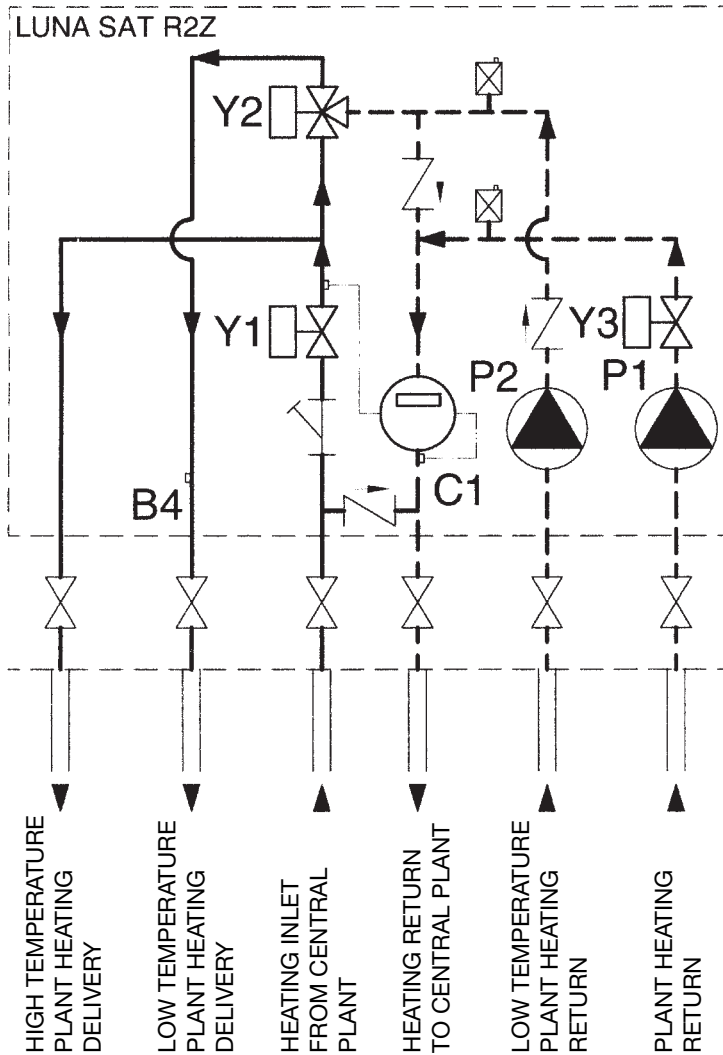 LUNA SAT R2Z
Y2
Y1
Y3
P2
P1
B4
C1
HIGH TEMPERATURE
PLANT HEATING
DELIVERY
LOW TEMPERATURE
PLANT HEATING
DELIVERY
HEATING INLET
FROM CENTRAL
PLANT
HEATING RETURN
TO CENTRAL PLANT
LOW TEMPERATURE
PLANT HEATING
RETURN
PLANT HEATING
RETURN